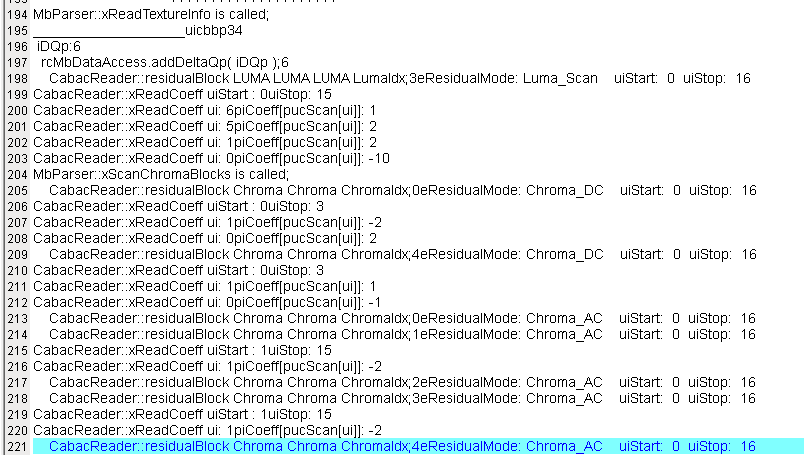 194 MbParser::xReadTextureInfo is called;
195 ____________________uicbbp34
196 iDQp:6
197 rcMbDataAccess.addDeltaQp( iDQp );6
198 CabacReader::residualBlock LUMA LUMA LUMA LumaIdx;3eResidualMode: Luma_Scan uiStart: 0 uiStop: 16
199 CabacReader::xReadCoeff uiStart : 0uiStop: 15
200 CabacReader::xReadCoeff ui: 6piCoeff[pucScan[ui]]: 1
201 CabacReader::xReadCoeff ui: 5piCoeff[pucScan[ui]]: 2
202 CabacReader::xReadCoeff ui: 1piCoeff[pucScan[ui]]: 2
203 CabacReader::xReadCoeff ui: 0piCoeff[pucScan[ui]]: -10
204 MbParser::xScanChromaBlocks is called;
205 CabacReader::residualBlock Chroma Chroma ChromaIdx;0eResidualMode: Chroma_DC uiStart: 0 uiStop: 16
206 CabacReader::xReadCoeff uiStart : 0uiStop: 3
207 CabacReader::xReadCoeff ui: 1piCoeff[pucScan[ui]]: -2
208 CabacReader::xReadCoeff ui: 0piCoeff[pucScan[ui]]: 2
209 CabacReader::residualBlock Chroma Chroma ChromaIdx;4eResidualMode: Chroma_DC uiStart: 0 uiStop: 16
210 CabacReader::xReadCoeff uiStart : 0uiStop: 3
211 CabacReader::xReadCoeff ui: 1piCoeff[pucScan[ui]]: 1
212 CabacReader::xReadCoeff ui: 0piCoeff[pucScan[ui]]: -1
213 CabacReader::residualBlock Chroma Chroma ChromaIdx;0eResidualMode: Chroma_AC uiStart: 0 uiStop: 16
214 CabacReader::residualBlock Chroma Chroma ChromaIdx;1eResidualMode: Chroma_AC uiStart: 0 uiStop: 16
215 CabacReader::xReadCoeff uiStart : 1uiStop: 15
216 CabacReader::xReadCoeff ui: 1piCoeff[pucScan[ui]]: -2
217 CabacReader::residualBlock Chroma Chroma ChromaIdx;2eResidualMode: Chroma_AC uiStart: 0 uiStop: 16
218 CabacReader::residualBlock Chroma Chroma ChromaIdx;3eResidualMode: Chroma_AC uiStart: 0 uiStop: 16
219 CabacReader::xReadCoeff uiStart : 1uiStop: 15
220 CabacReader::xReadCoeff ui: 1piCoeff[pucScan[ui]]: -2
221 CabacReader::residualBlock Chroma Chroma ChromaIdx;4eResidualMode: Chroma_AC uiStart: 0 uiStop: 16